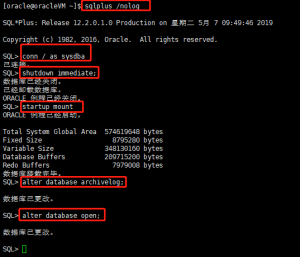 [oracle@oracleVM ~]$ sqlplus /nolog
SQL*Plus: Release 12.2.0.1.0 Production on 星期二 5月 7 09:49:46 2019
Copyright (c) 1982, 2016, Oracle. All rights reserved.
SQL> conn / as sysdba
已连接。
SQL> shutdown immediate;
数据库已经关闭。
已经卸载数据库。
ORACLE 例程已经关闭。
SQL> startup mount
ORACLE 例程已经启动。
Total System Global Area 574619648 bytes
Fixed Size 8795280 bytes
Variable Size 348130160 bytes
Database Buffers 209715200 bytes
Redo Buffers 7979008 bytes
数据库装载完毕。
SQL> alter database archivelog;
数据库已更改。
SQL> alter database open;
数据库已更改。
SQL>